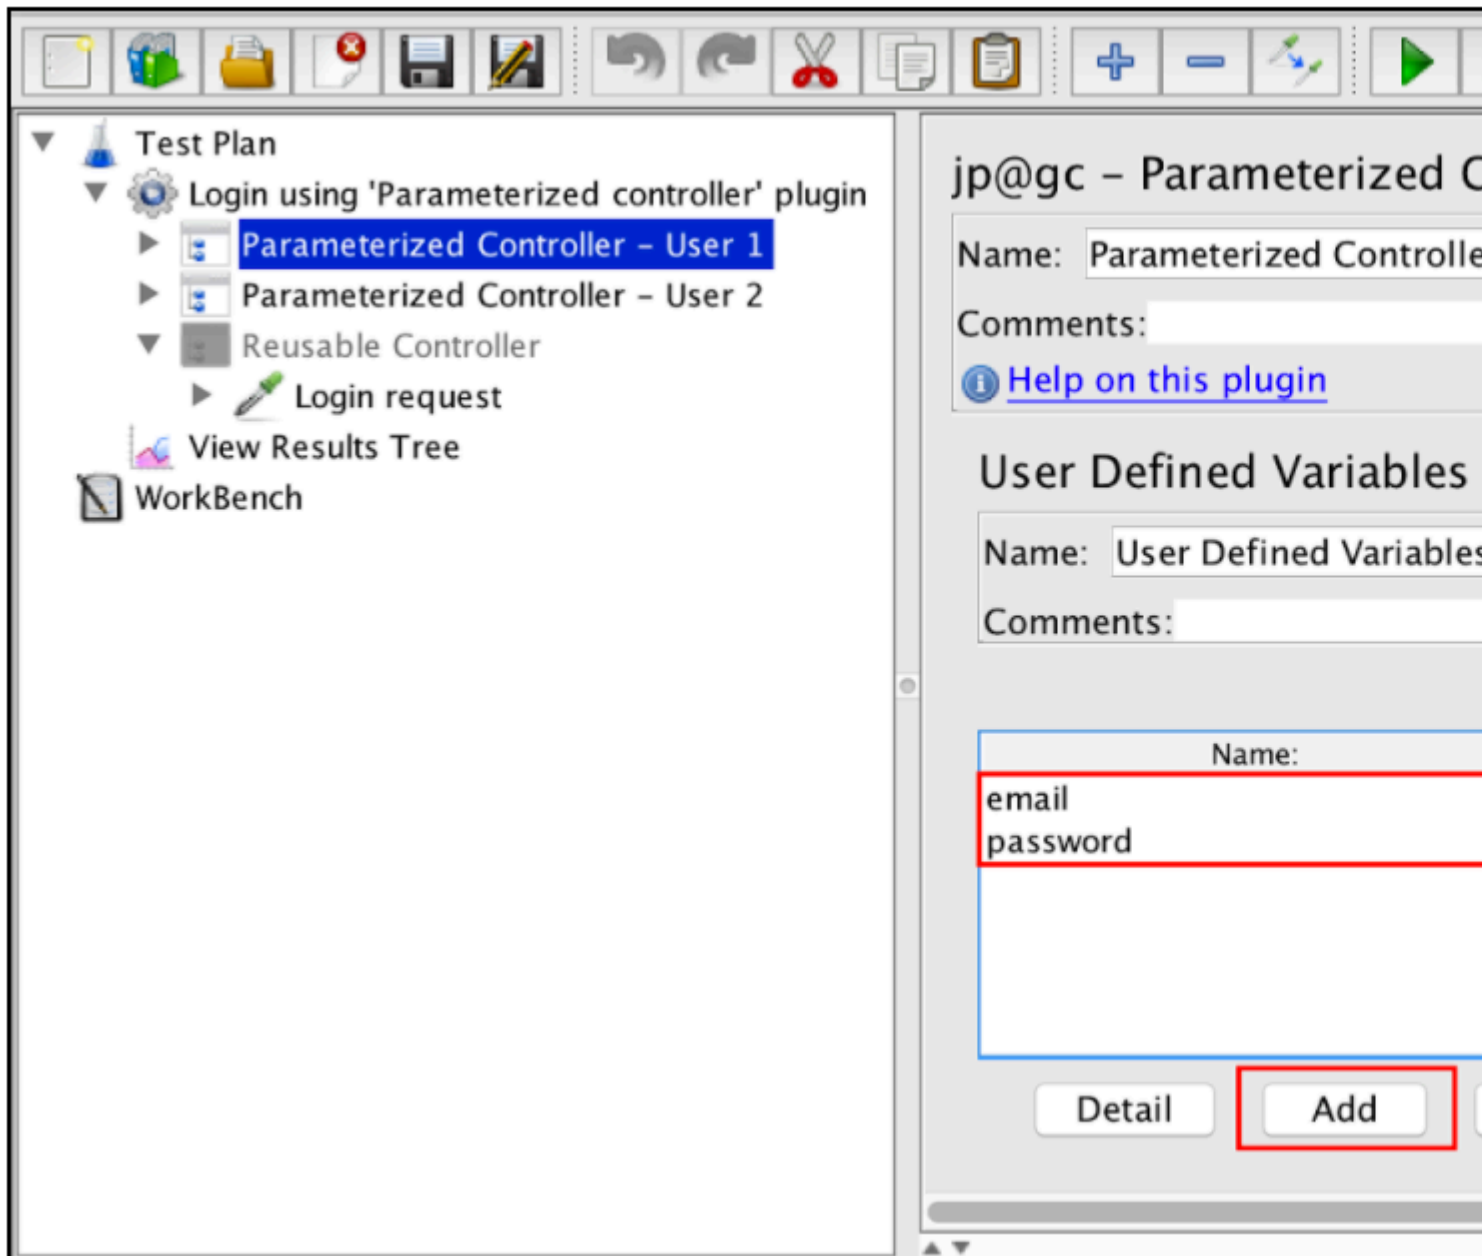 Test Plan
Login using 'Parameterized controller' plugin
Parameterized Controller – User 1
Parameterized Controller – User 2
Reusable Controller
Login request
View Results Tree
WorkBench
jp@gc – Parameterized C
Name: Parameterized Controlle
Comments:
Help on this plugin
User Defined Variables
Name: User Defined Variables
Comments:
Name:
email
password
Detail Add